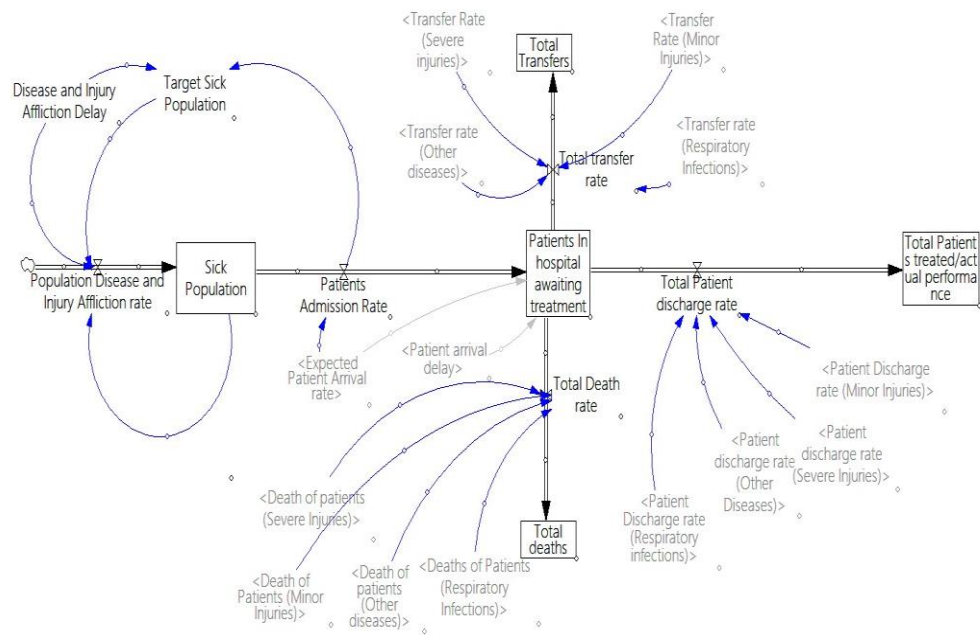 <Transfer Rate
(Severe
injuries)>
Total
Transfers
<Transfer
Rate (Minor
Injuries)>
Disease and Injury
Affliction Delay
Target Sick
Population
<Transfer rate
(Other
diseases)>
Total transfer
rate
<Transfer rate
(Respiratory
Infections)>
Population Disease and
Injury Affliction rate
Sick
Population
Patients
Admission Rate
Patients In
hospital
awaiting
treatment
Total Patient
discharge rate
Total Patient
s treated/act
ual performa
nce
<Expected
Patient Arrival
rate>
<Patient arrival
delay>
Total Death
rate
<Patient Discharge
rate (Minor Injuries)>
<Patient
discharge rate
(Severe Injuries)>
<Patient
discharge rate
(Other
Diseases)>
<Patient
Discharge rate
(Respiratory
infections)>
<Death of patients
(Severe Injuries)>
Total
deaths
<Death of
Patients (Minor
Injuries)>
<Death of
patients
(Other
diseases)>
<Deaths of Patients
(Respiratory
Infections)>